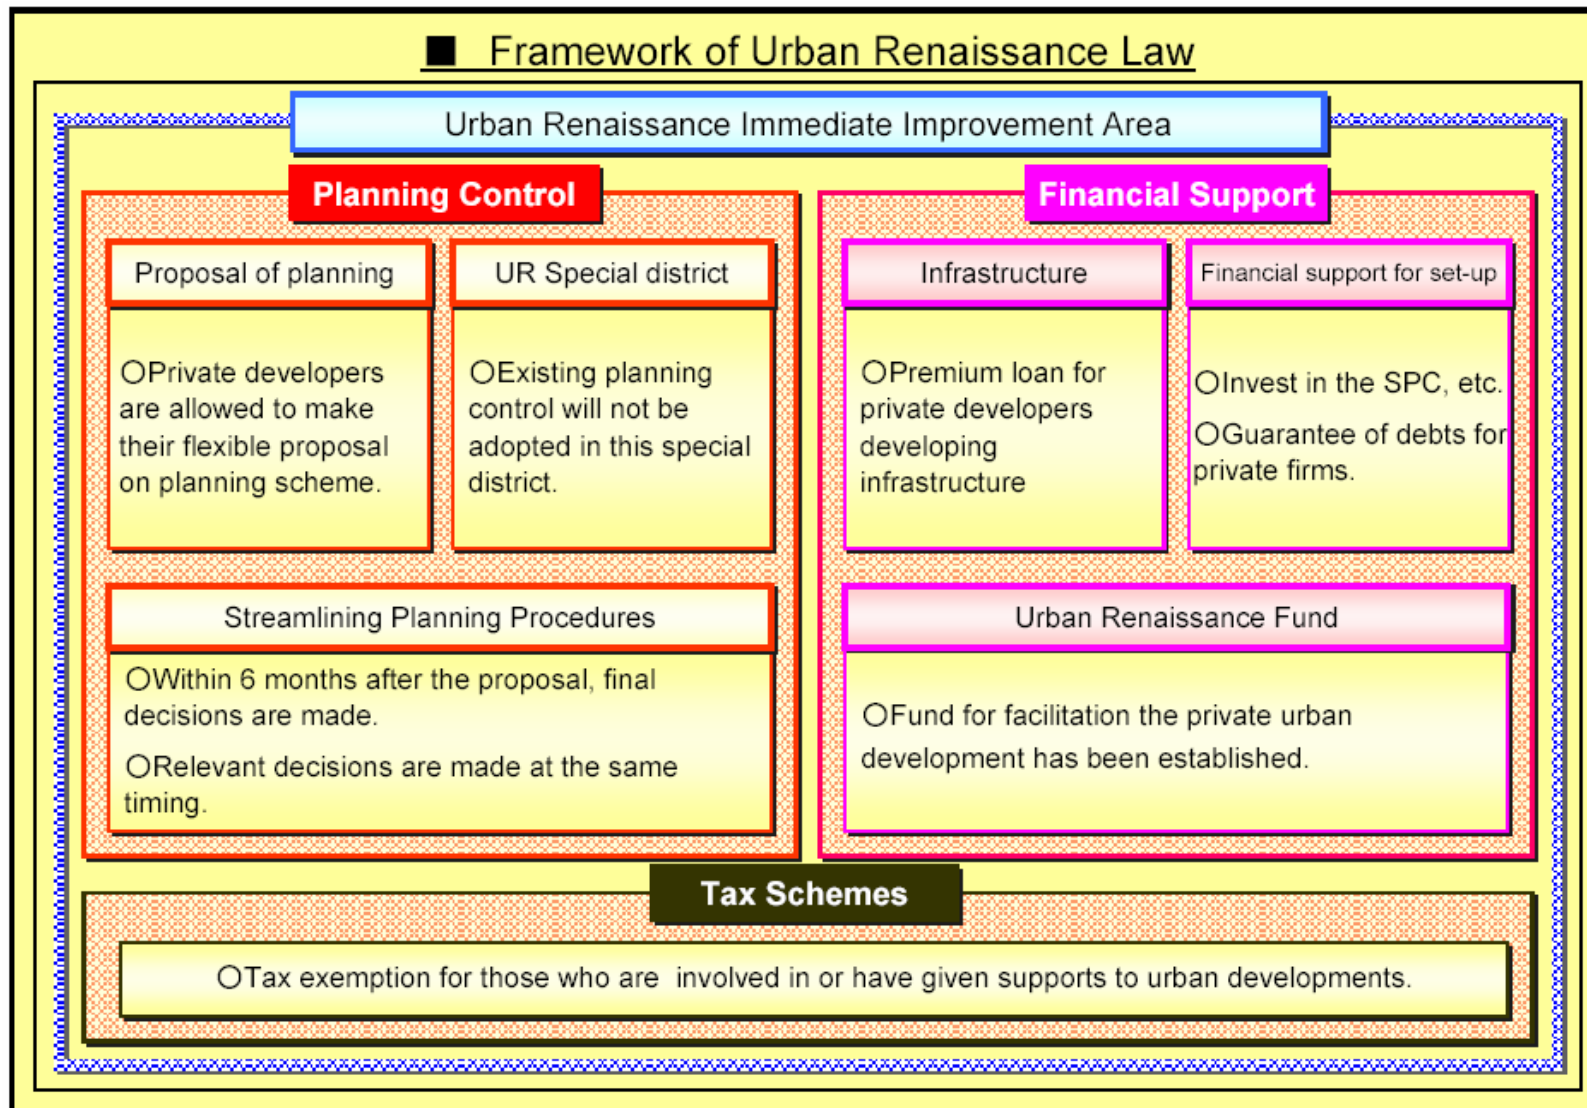 ■ Framework of Urban Renaissance Law
Urban Renaissance Immediate Improvement Area
Planning Control
Proposal of planning
○Private developers
are allowed to make
their flexible proposal
on planning scheme.
UR Special district
○Existing planning
control will not be
adopted in this special
district.
Streamlining Planning Procedures
○Within 6 months after the proposal, final
decisions are made.
○Relevant decisions are made at the same
timing.
Financial Support
Infrastructure
○Premium loan for
private developers
developing
infrastructure
Financial support for set-up
○Invest in the SPC, etc.
○Guarantee of debts for
private firms.
Urban Renaissance Fund
○Fund for facilitation the private urban
development has been established.
Tax Schemes
○Tax exemption for those who are  involved in or have given supports to urban developments.